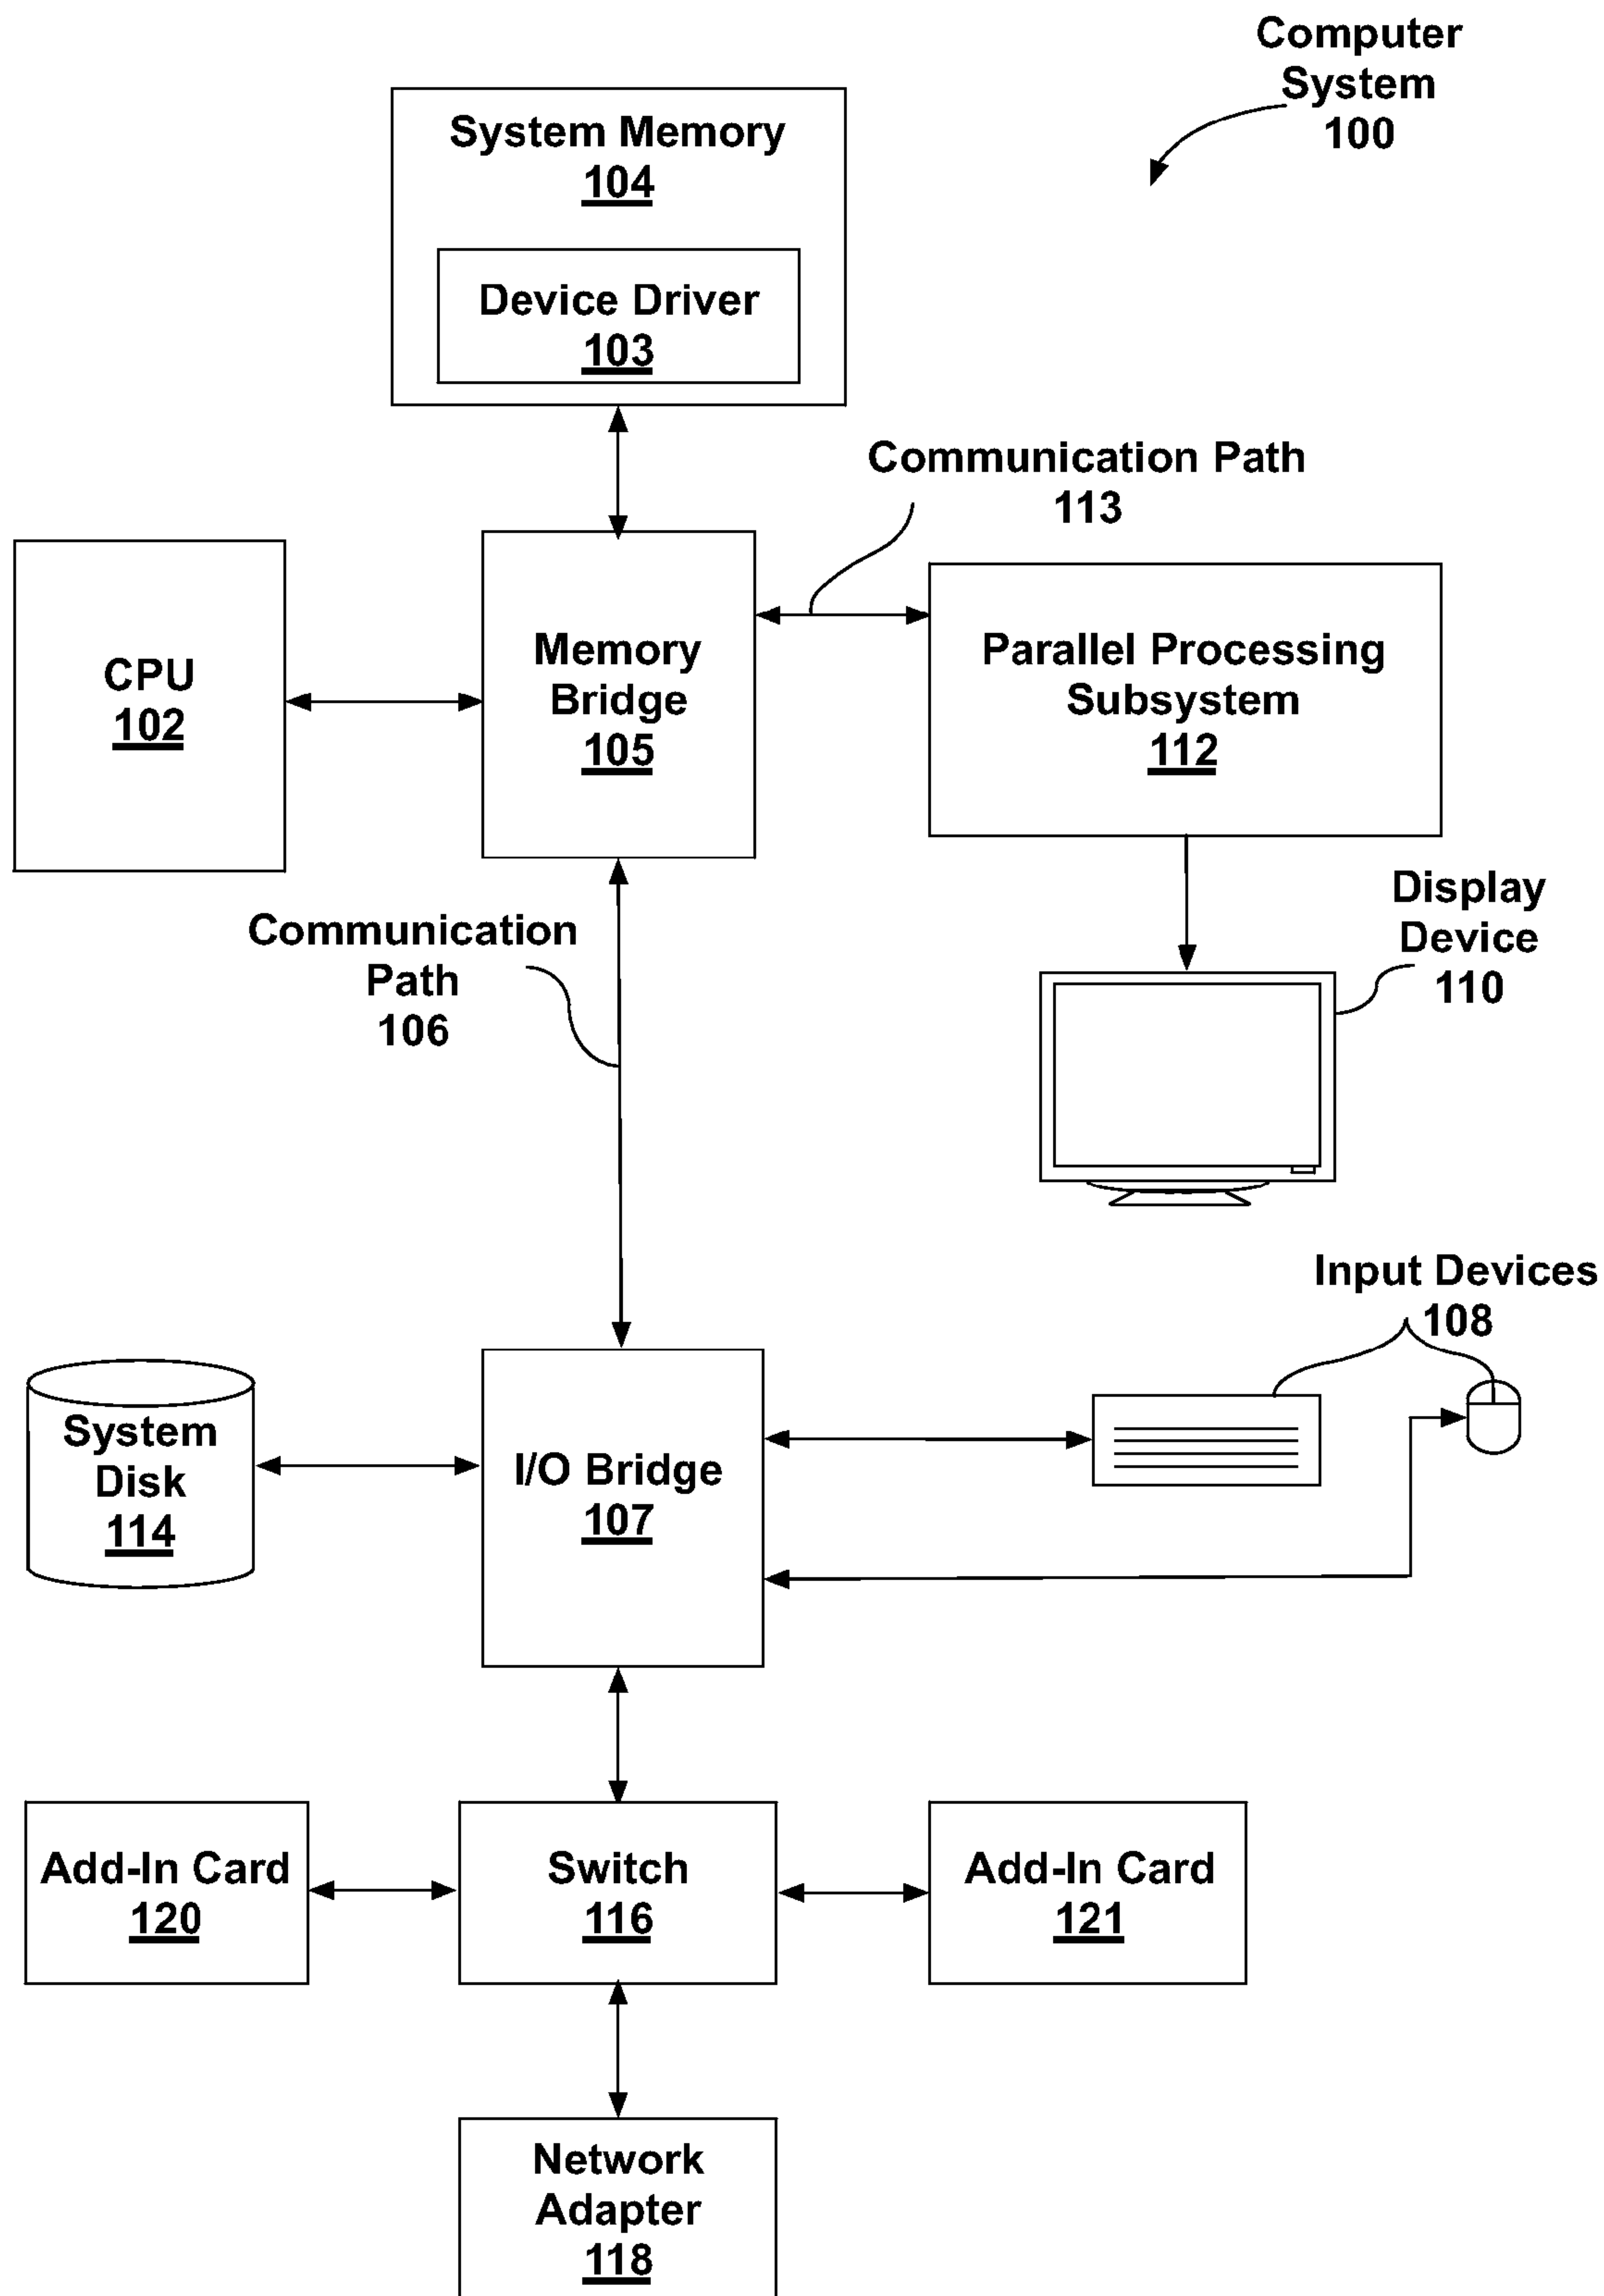 Computer
System
100
System Memory
104
Device Driver
103
Communication Path
113
CPU
102
Memory
Bridge
105
Parallel Processing
Subsystem
112
Communication
Path
106
Display
Device
110
Input Devices
108
System
Disk
114
I/O Bridge
107
Add-In Card
120
Switch
116
Add-In Card
121
Network
Adapter
118